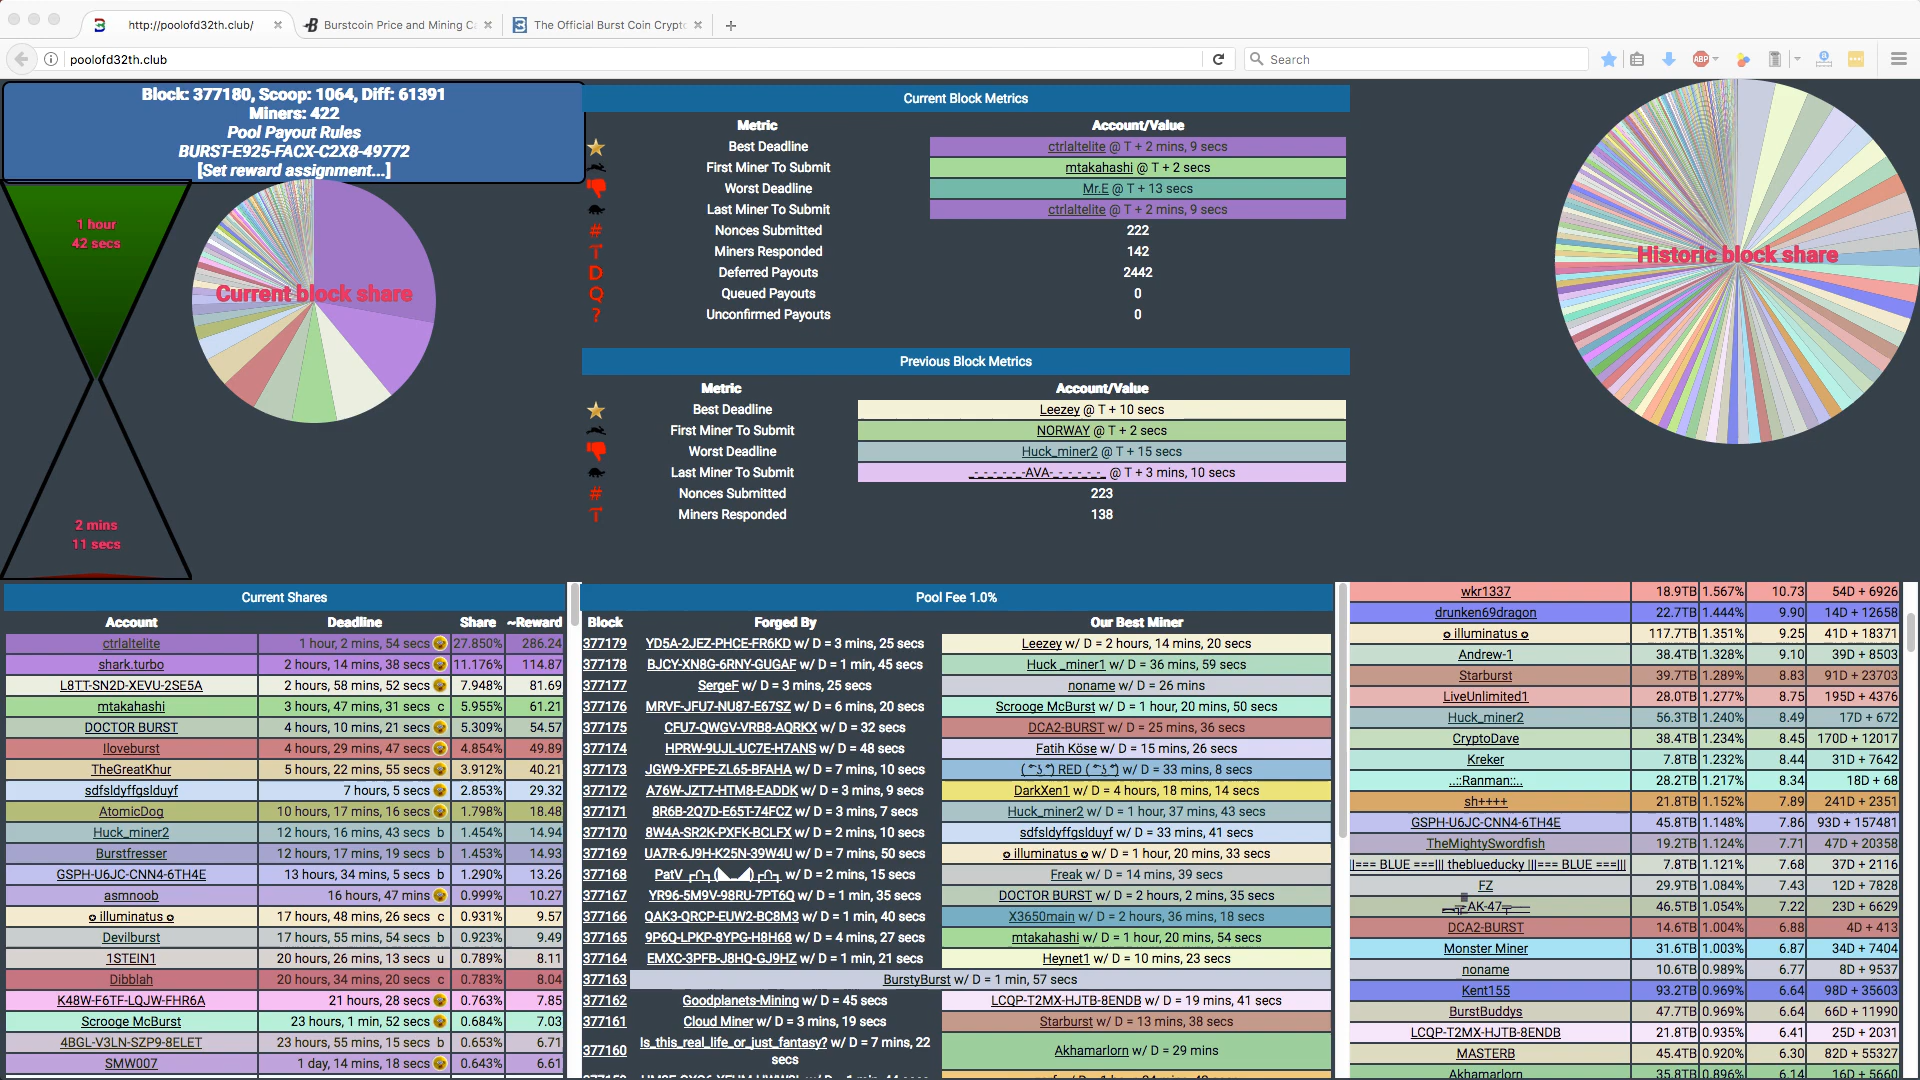 http://poolofd32th.club/
Burstcoin Price and Mining Ca
The Official Burst Coin Crypto
poolofd32th.club
Search
ABP
Block: 377180, Scoop: 1064, Diff: 61391
Miners: 422
Pool Payout Rules
BURST-E925-FACX-C2X8-49772
[Set reward assignment...]
1 hour
42 secs
2 mins
11 secs
Current block share
Current Block Metrics
Metric Account/Value
Best Deadline ctrlaltelite @ T + 2 mins, 9 secs
First Miner To Submit mtakahashi @ T + 2 secs
Worst Deadline Mr.E @ T + 13 secs
Last Miner To Submit ctrlaltelite @ T + 2 mins, 9 secs
# Nonces Submitted 222
T Miners Responded 142
D Deferred Payouts 2442
Q Queued Payouts 0
? Unconfirmed Payouts 0
Previous Block Metrics
Metric Account/Value
Best Deadline Leezey @ T + 10 secs
First Miner To Submit NORWAY @ T + 2 secs
Worst Deadline Huck_miner2 @ T + 15 secs
Last Miner To Submit -_-_-_-_-_-AVA-_-_-_-_-_- @ T + 3 mins, 10 secs
# Nonces Submitted 223
T Miners Responded 138
Historic block share
Current Shares
Account Deadline Share ~Reward
ctrlaltelite 1 hour, 2 mins, 54 secs 27.850% 286.24
shark.turbo 2 hours, 14 mins, 38 secs 11.176% 114.87
L8TT-SN2D-XEVU-2SE5A 2 hours, 58 mins, 52 secs 7.948% 81.69
mtakahashi 3 hours, 47 mins, 31 secs c 5.955% 61.21
DOCTOR BURST 4 hours, 10 mins, 21 secs 5.309% 54.57
Iloveburst 4 hours, 29 mins, 47 secs 4.854% 49.89
TheGreatKhur 5 hours, 22 mins, 55 secs 3.912% 40.21
sdfsldyffgslduyf 7 hours, 5 secs 2.853% 29.32
AtomicDog 10 hours, 17 mins, 16 secs 1.798% 18.48
Huck_miner2 12 hours, 16 mins, 43 secs b 1.454% 14.94
Burstfresser 12 hours, 17 mins, 19 secs b 1.453% 14.93
GSPH-U6JC-CNN4-6TH4E 13 hours, 34 mins, 5 secs b 1.290% 13.26
asmnoob 16 hours, 47 mins 0.999% 10.27
ⱺ illuminatus ⱺ 17 hours, 48 mins, 26 secs c 0.931% 9.57
Devilburst 17 hours, 55 mins, 54 secs b 0.923% 9.49
1STEIN1 20 hours, 26 mins, 13 secs u 0.789% 8.11
Dibblah 20 hours, 34 mins, 20 secs c 0.783% 8.04
K48W-F6TF-LQJW-FHR6A 21 hours, 28 secs 0.763% 7.85
Scrooge McBurst 23 hours, 1 min, 52 secs 0.684% 7.03
4BGL-V3LN-SZP9-8ELET 23 hours, 55 mins, 15 secs b 0.653% 6.71
SMW007 1 day, 14 mins, 18 secs 0.643% 6.61
Pool Fee 1.0%
Block Forged By Our Best Miner
377179 YD5A-2JEZ-PHCE-FR6KD w/ D = 3 mins, 25 secs Leezey w/ D = 2 hours, 14 mins, 20 secs
377178 BJCY-XN8G-6RNY-GUGAF w/ D = 1 min, 45 secs Huck _miner1 w/ D = 36 mins, 59 secs
377177 SergeF w/ D = 3 mins, 25 secs noname w/ D = 26 mins
377176 MRVF-JFU7-NU87-E67SZ w/ D = 6 mins, 20 secs Scrooge McBurst w/ D = 1 hour, 20 mins, 50 secs
377175 CFU7-QWGV-VRB8-AQRKX w/ D = 32 secs DCA2-BURST w/ D = 25 mins, 36 secs
377174 HPRW-9UJL-UC7E-H7ANS w/ D = 48 secs Fatih Köse w/ D = 15 mins, 26 secs
377173 JGW9-XFPE-ZL65-BFAHA w/ D = 7 mins, 10 secs ( ͡° ͜ʖ ͡°) RED ( ͡° ͜ʖ ͡°) w/ D = 33 mins, 8 secs
377172 A76W-JZT7-HTM8-EADDK w/ D = 3 mins, 9 secs DarkXen1 w/ D = 4 hours, 18 mins, 14 secs
377171 8R6B-2Q7D-E65T-74FCZ w/ D = 3 mins, 7 secs Huck_miner2 w/ D = 1 hour, 37 mins, 43 secs
377170 8W4A-SR2K-PXFK-BCLFX w/ D = 2 mins, 10 secs sdfsldyffgslduyf w/ D = 33 mins, 41 secs
377169 UA7R-6J9H-K25N-39W4U w/ D = 7 mins, 50 secs ⱺ illuminatus ⱺ w/ D = 1 hour, 20 mins, 33 secs
377168 PatV ╭∩╮(◣_◢)╭∩╮ w/ D = 2 mins, 15 secs Freak w/ D = 14 mins, 39 secs
377167 YR96-5M9V-98RU-7PT6Q w/ D = 1 min, 35 secs DOCTOR BURST w/ D = 2 hours, 2 mins, 35 secs
377166 QAK3-QRCP-EUW2-BC8M3 w/ D = 1 min, 40 secs X3650main w/ D = 2 hours, 36 mins, 18 secs
377165 9P6Q-LPKP-8YPG-H8H68 w/ D = 4 mins, 27 secs mtakahashi w/ D = 1 hour, 20 mins, 54 secs
377164 EMXC-3PFB-J8HQ-GJ9HZ w/ D = 1 min, 21 secs Heynet1 w/ D = 10 mins, 23 secs
377163 BurstyBurst w/ D = 1 min, 57 secs
377162 Goodplanets-Mining w/ D = 45 secs LCQP-T2MX-HJTB-8ENDB w/ D = 19 mins, 41 secs
377161 Cloud Miner w/ D = 3 mins, 19 secs Starburst w/ D = 13 mins, 38 secs
377160 Is_this_real_life_or_just_fantasy? w/ D = 7 mins, 22 secs Akhamarlorn w/ D = 29 mins
wkr1337 18.9TB 1.567% 10.73 54D + 6926
drunken69dragon 22.7TB 1.444% 9.90 14D + 12658
ⱺ illuminatus ⱺ 117.7TB 1.351% 9.25 41D + 18371
Andrew-1 38.4TB 1.328% 9.10 39D + 8503
Starburst 39.7TB 1.289% 8.83 91D + 23703
LiveUnlimited1 28.0TB 1.277% 8.75 195D + 4376
Huck_miner2 56.3TB 1.240% 8.49 17D + 672
CryptoDave 38.4TB 1.234% 8.45 170D + 12017
Kreker 7.8TB 1.232% 8.44 31D + 7642
..::Ranman::.. 28.2TB 1.217% 8.34 18D + 68
sh++++ 21.8TB 1.152% 7.89 241D + 2351
GSPH-U6JC-CNN4-6TH4E 45.8TB 1.148% 7.86 93D + 157481
TheMightySwordfish 19.2TB 1.124% 7.71 47D + 20358
||=== BLUE ===||| theblueducky |||=== BLUE ===||| 7.8TB 1.121% 7.68 37D + 2116
FZ 29.9TB 1.084% 7.43 12D + 7828
AK-47 46.5TB 1.054% 7.22 23D + 6629
DCA2-BURST 14.6TB 1.004% 6.88 4D + 413
Monster Miner 31.6TB 1.003% 6.87 34D + 7404
noname 10.6TB 0.989% 6.77 8D + 9537
Kent155 93.2TB 0.969% 6.64 98D + 35603
BurstBuddys 47.7TB 0.969% 6.64 66D + 11990
LCQP-T2MX-HJTB-8ENDB 21.8TB 0.935% 6.41 25D + 2031
MASTERB 45.4TB 0.920% 6.30 82D + 55327
Akhamarlorn 35.8TB 0.896% 6.14 16D + 5660